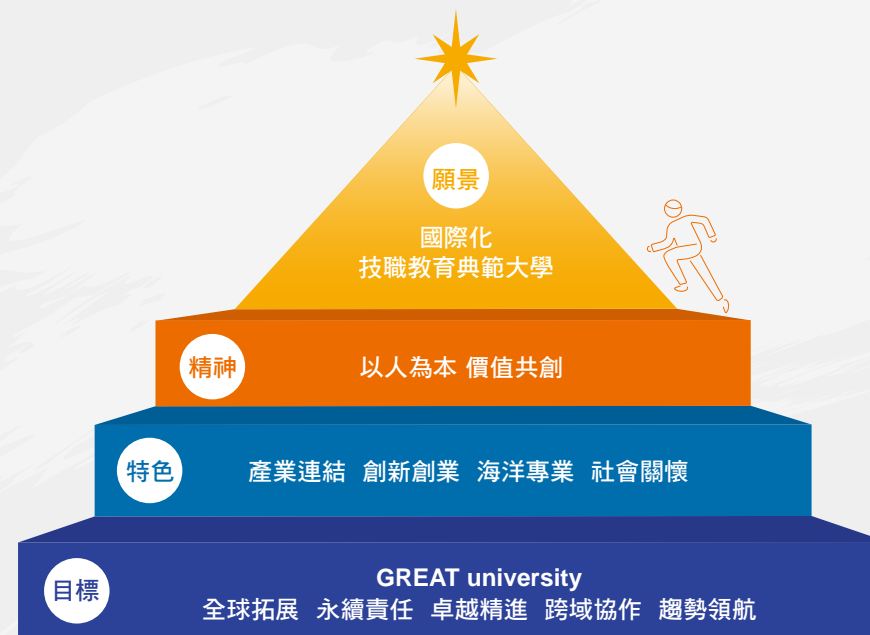 願景
國際化
技職教育典範大學
精神
以人為本 價值共創
特色
產業連結 創新創業 海洋專業 社會關懷
目標
GREAT university
全球拓展 永續責任 卓越精進 跨域協作 趨勢領航